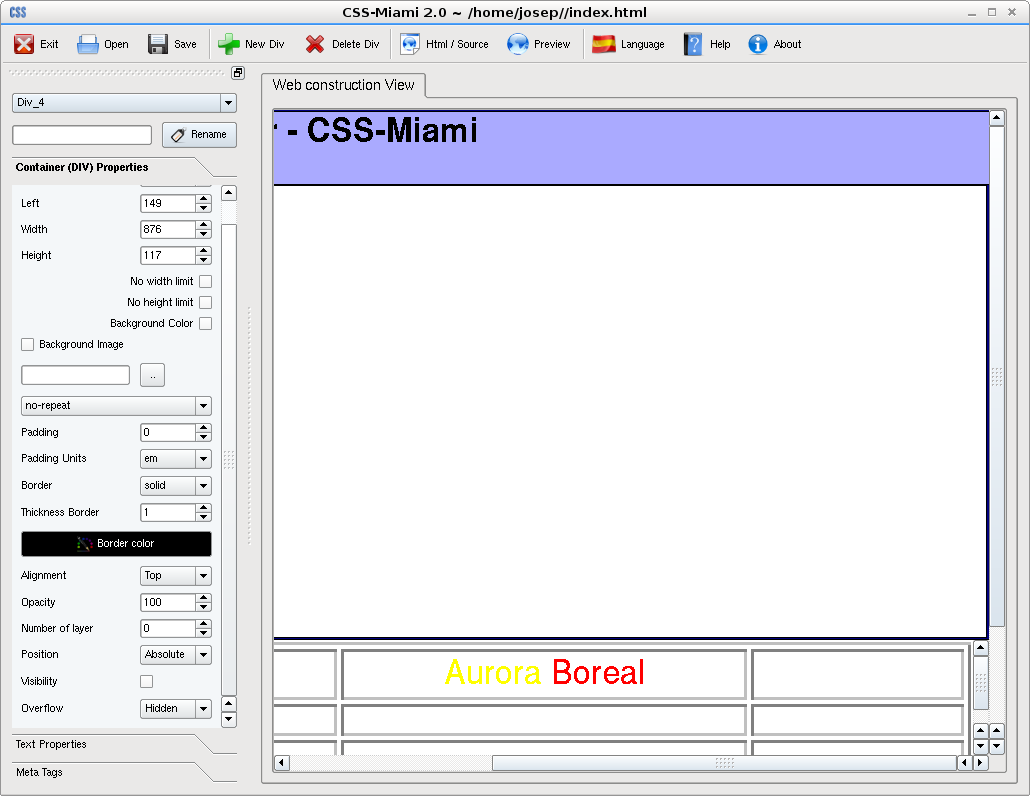 CSS CSS-Miami 2.0 ~ /home/josep//index.html
Exit Open Save New Div Delete Div Html / Source Preview Language Help About
Web construction View
Div_4
Rename
Container (DIV) Properties
Left 149
Width 876
Height 117
No width limit
No height limit
Background Color
Background Image
..
no-repeat
Padding 0
Padding Units em
Border solid
Thickness Border 1
Border color
Alignment Top
Opacity 100
Number of layer 0
Position Absolute
Visibility
Overflow Hidden
Text Properties
Meta Tags
- CSS-Miami
Aurora Boreal